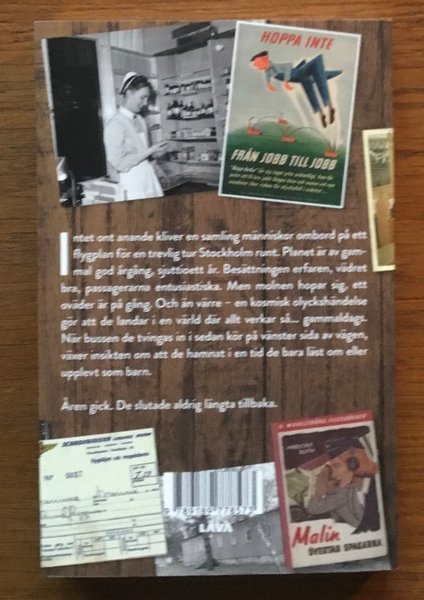 HOPPA INTE
FRÅN JOBB TILL JOBB
Intet ont anande kliver en samling människor ombord på ett
flygplan för en trevlig tur Stockholm runt. Planet är av gam-
mal god årgång, sjuttioett år. Besättningen erfaren, vädret
bra, passagerarna entusiastiska. Men molnen hopar sig, ett
oväder är på gång. Och än värre – en kosmisk olyckshändelse
gör att de landar i en värld där allt verkar så... gammaldags.
När bussen de tvingas in i sedan kör på vänster sida av vägen,
växer insikten om att de hamnat i en tid de bara läst om eller
upplevt som barn.
Åren gick. De slutade aldrig längta tillbaka.
Malin
SVERTAR SPAKARNA
LAVA